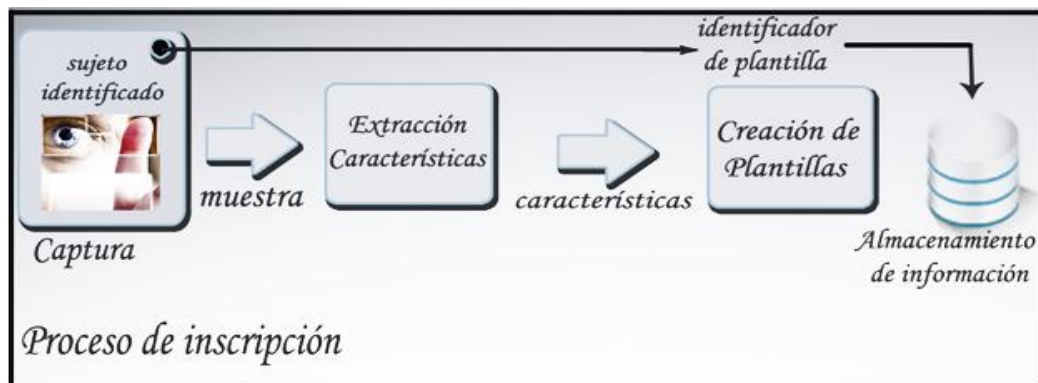 sujeto
identificado
Captura
muestra
Extracción
Características
características
identificador
de plantilla
Creación de
Plantillas
Almacenamiento
de información
Proceso de inscripción